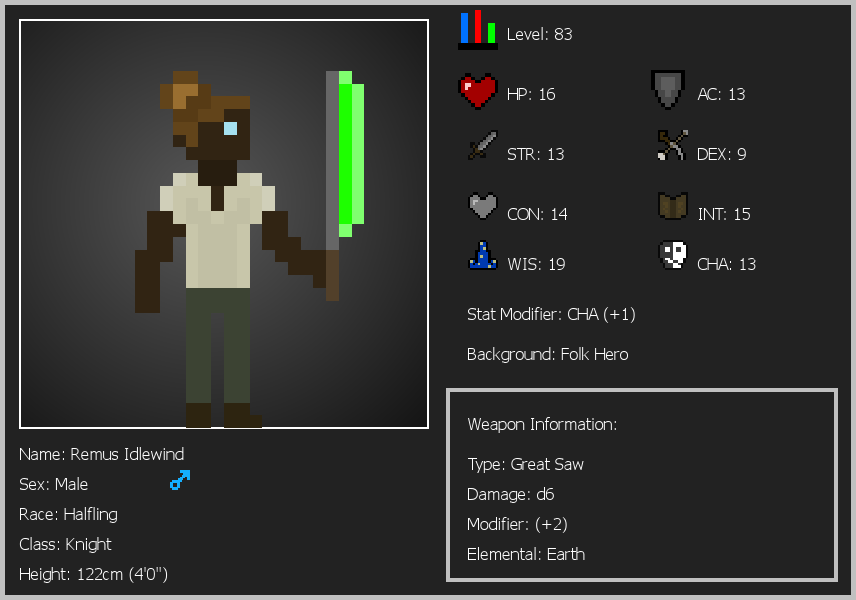 Level: 83
HP: 16
AC: 13
STR: 13
DEX: 9
CON: 14
INT: 15
WIS: 19
CHA: 13
Stat Modifier: CHA (+1)
Background: Folk Hero
Weapon Information:
Type: Great Saw
Damage: d6
Modifier: (+2)
Elemental: Earth
Name: Remus Idlewind
Sex: Male
Race: Halfling
Class: Knight
Height: 122cm (4'0")